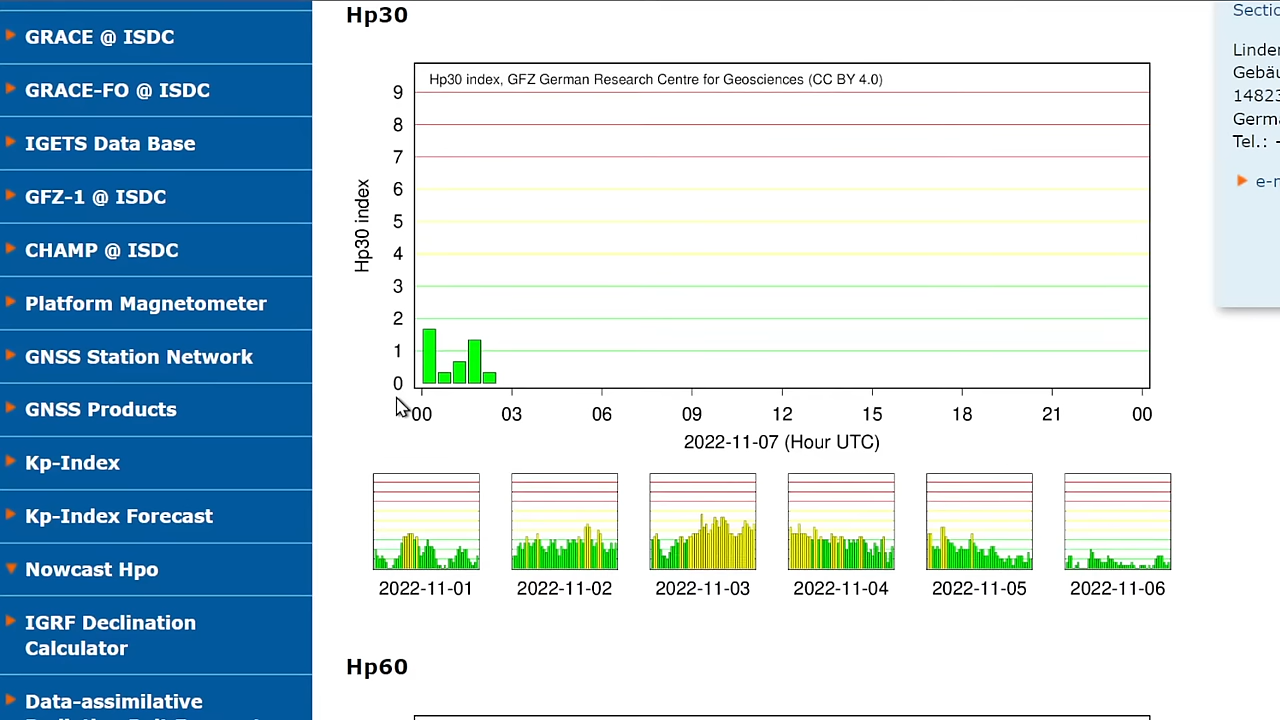 GRACE @ ISDC
GRACE-FO @ ISDC
IGETS Data Base
GFZ-1 @ ISDC
CHAMP @ ISDC
Platform Magnetometer
GNSS Station Network
GNSS Products
Kp-Index
Kp-Index Forecast
Nowcast Hpo
IGRF Declination
Calculator
Data-assimilative
Hp30
Hp30 index, GFZ German Research Centre for Geosciences (CC BY 4.0)
9
8
7
6
5
4
3
2
1
0
Hp30 index
00 03 06 09 12 15 18 21 00
2022-11-07 (Hour UTC)
2022-11-01 2022-11-02 2022-11-03 2022-11-04 2022-11-05 2022-11-06
Hp60
Sectio
Linden
Gebäu
14823
Germa
Tel.: -